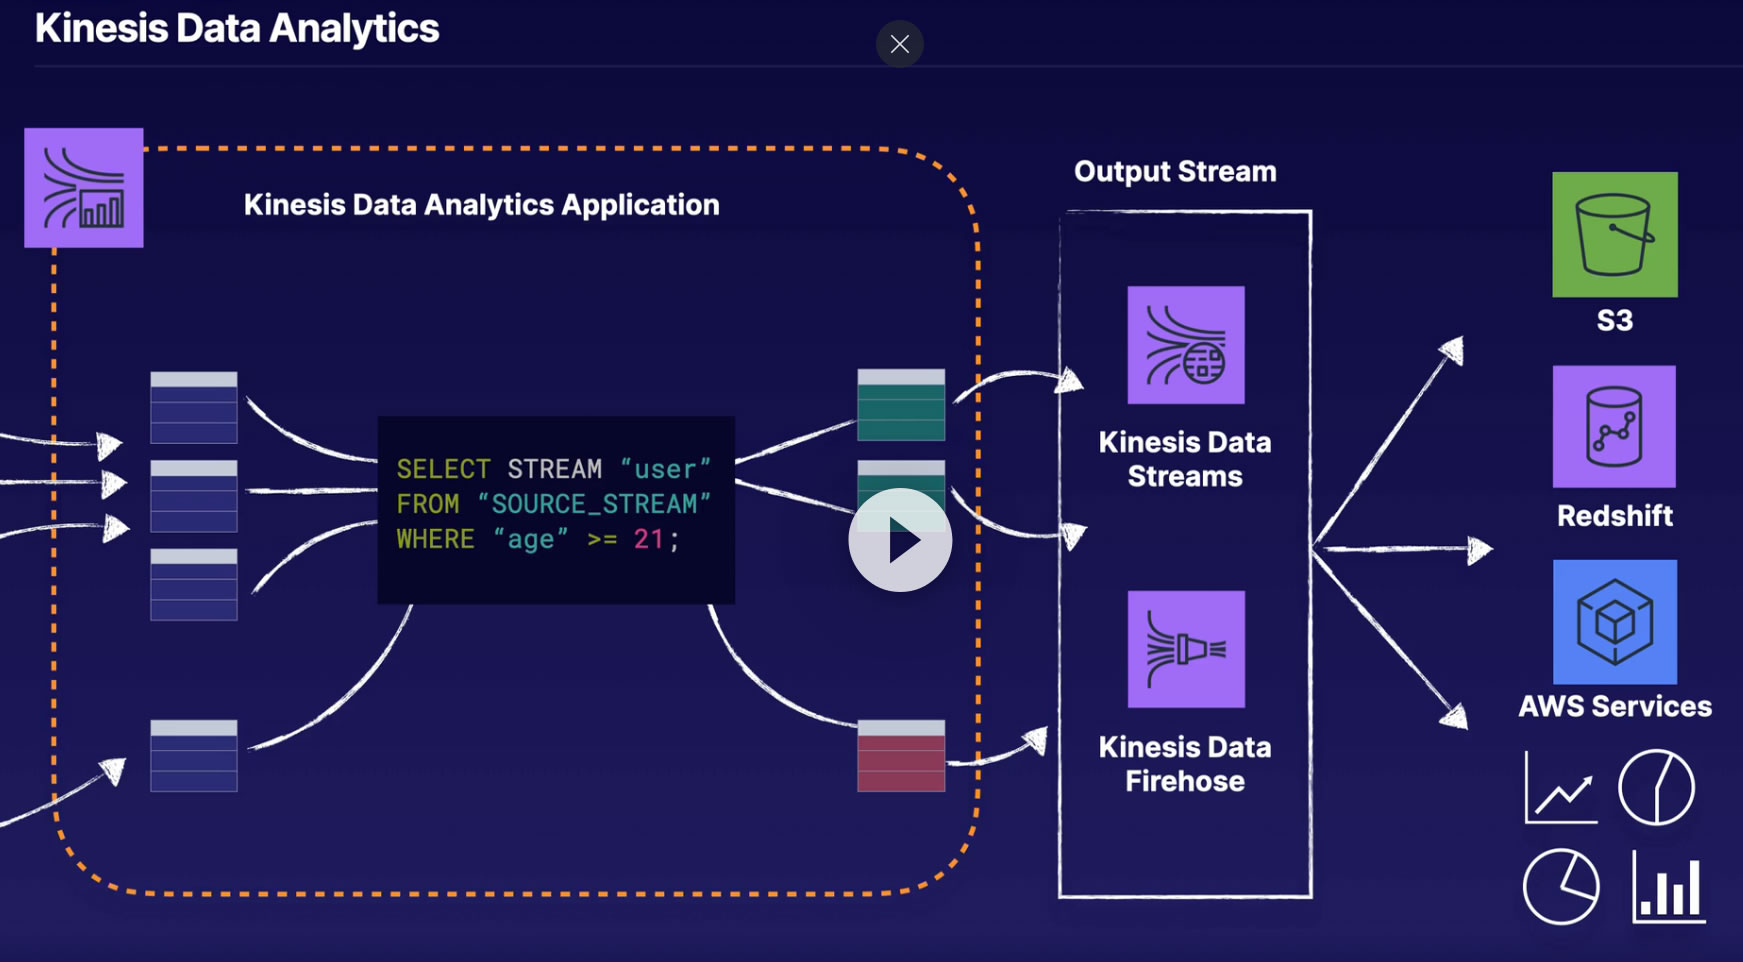 Kinesis Data Analytics
Kinesis Data Analytics Application
SELECT STREAM “user”
FROM “SOURCE_STREAM”
WHERE “age” >= 21;
Output Stream
Kinesis Data
Streams
Kinesis Data
Firehose
S3
Redshift
AWS Services